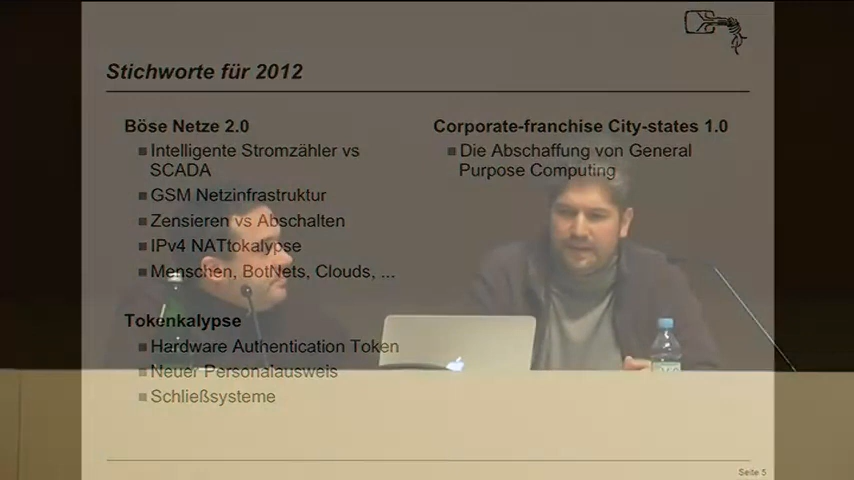 Stichworte für 2012
Böse Netze 2.0
Intelligente Stromzähler vs
SCADA
GSM Netzinfrastruktur
Zensieren vs Abschalten
IPv4 NATtokalypse
Menschen, BotNets, Clouds, ...
Tokenkalypse
Hardware Authentication Token
Neuer Personalausweis
Schließsysteme
Corporate-franchise City-states 1.0
Die Abschaffung von General
Purpose Computing
Seite 5